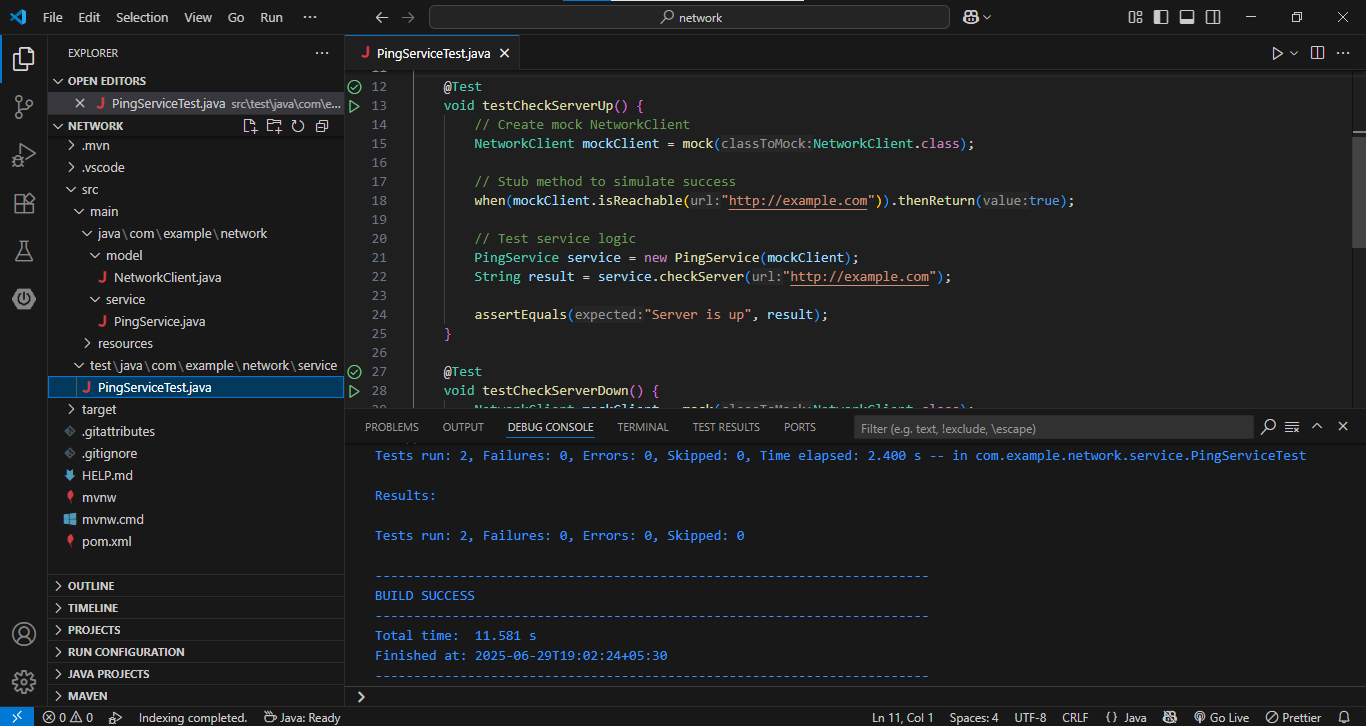 File Edit Selection View Go Run ···
network
EXPLORER ···
OPEN EDITORS
PingServiceTest.java src\test\java\com\e...
NETWORK
.mvn
.vscode
src
main
java\com\example\network
model
NetworkClient.java
service
PingService.java
resources
test\java\com\example\network\service
PingServiceTest.java
target
.gitattributes
.gitignore
HELP.md
mvnw
mvnw.cmd
pom.xml
OUTLINE
TIMELINE
PROJECTS
RUN CONFIGURATION
JAVA PROJECTS
MAVEN
PingServiceTest.java
12 @Test
13 void testCheckServerUp() {
14 // Create mock NetworkClient
15 NetworkClient mockClient = mock(classToMock:NetworkClient.class);
16
17 // Stub method to simulate success
18 when(mockClient.isReachable(url:"http://example.com")).thenReturn(value:true);
19
20 // Test service logic
21 PingService service = new PingService(mockClient);
22 String result = service.checkServer(url:"http://example.com");
23
24 assertEquals(expected:"Server is up", result);
25 }
26
27 @Test
28 void testCheckServerDown() {
29 NetworkClient mockClient = mock(classToMock:NetworkClient.class);
PROBLEMS OUTPUT DEBUG CONSOLE TERMINAL TEST RESULTS PORTS
Filter (e.g. text, !exclude, \escape)
Tests run: 2, Failures: 0, Errors: 0, Skipped: 0, Time elapsed: 2.400 s -- in com.example.network.service.PingServiceTest
Results:
Tests run: 2, Failures: 0, Errors: 0, Skipped: 0
------------------------------------------------------------------------
BUILD SUCCESS
------------------------------------------------------------------------
Total time:  11.581 s
Finished at: 2025-06-29T19:02:24+05:30
------------------------------------------------------------------------
0 0 Indexing completed. Java: Ready Ln 11, Col 1 Spaces: 4 UTF-8 CRLF {} Java Go Live Prettier